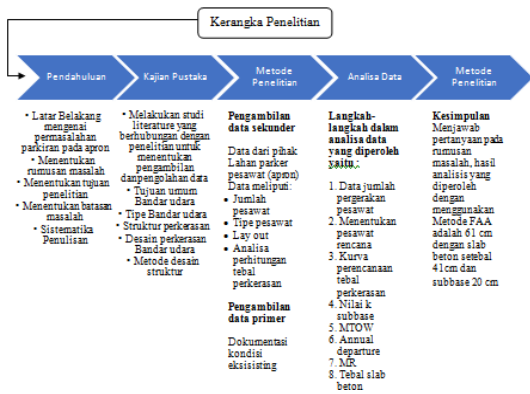 Kerangka Penelitian
Pendahuluan
Kajian Pustaka
Metode
Penelitian
Analisa Data
Metode
Penelitian
• Latar Belakang
mengenai
permasalahan
parkiran pada apron
• Menentukan
rumusan masalah
• Menentukan tujuan
penelitian
• Menentukan batasan
masalah
• Sistematika
Penulisan
• Melakukan studi
literature yang
berhubungan dengan
penelitian untuk
menentukan
pengambilan
danpengolahan data
• Tujuan umum
Bandar udara
• Tipe Bandar udara
• Struktur perkerasan
• Desain perkerasan
Bandar udara
• Metode desain
struktur
Pengambilan
data sekunder
Data dari pihak
Lahan parker
pesawat (apron)
Data meliputi:
• Jumlah
pesawat
• Tipe pesawat
• Lay out
• Analisa
perhitungan
tebal
perkerasan
Pengambilan
data primer
Dokumentasi
kondisi
eksisisting
Langkah-
langkah dalam
analisa data
yang diperoleh
yaitu :
1. Data jumlah
pergerakan
pesawat
2. Menentukan
pesawat
rencana
3. Kurva
perencanaan
tebal
perkerasan
4. Nilai k
subbase
5. MTOW
6. Annual
departure
7. MR
8. Tebal slab
beton
Kesimpulan
Menjawab
pertanyaan pada
rumusan
masalah, hasil
analisis yang
diperoleh
dengan
menggunakan
Metode FAA
adalah 61 cm
dengan slab
beton setebal
41cm dan
subbase 20 cm